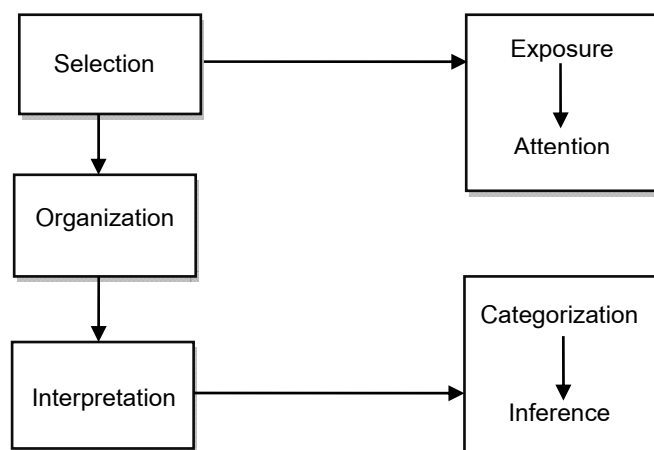 Selection
Exposure
Attention
Organization
Interpretation
Categorization
Inference